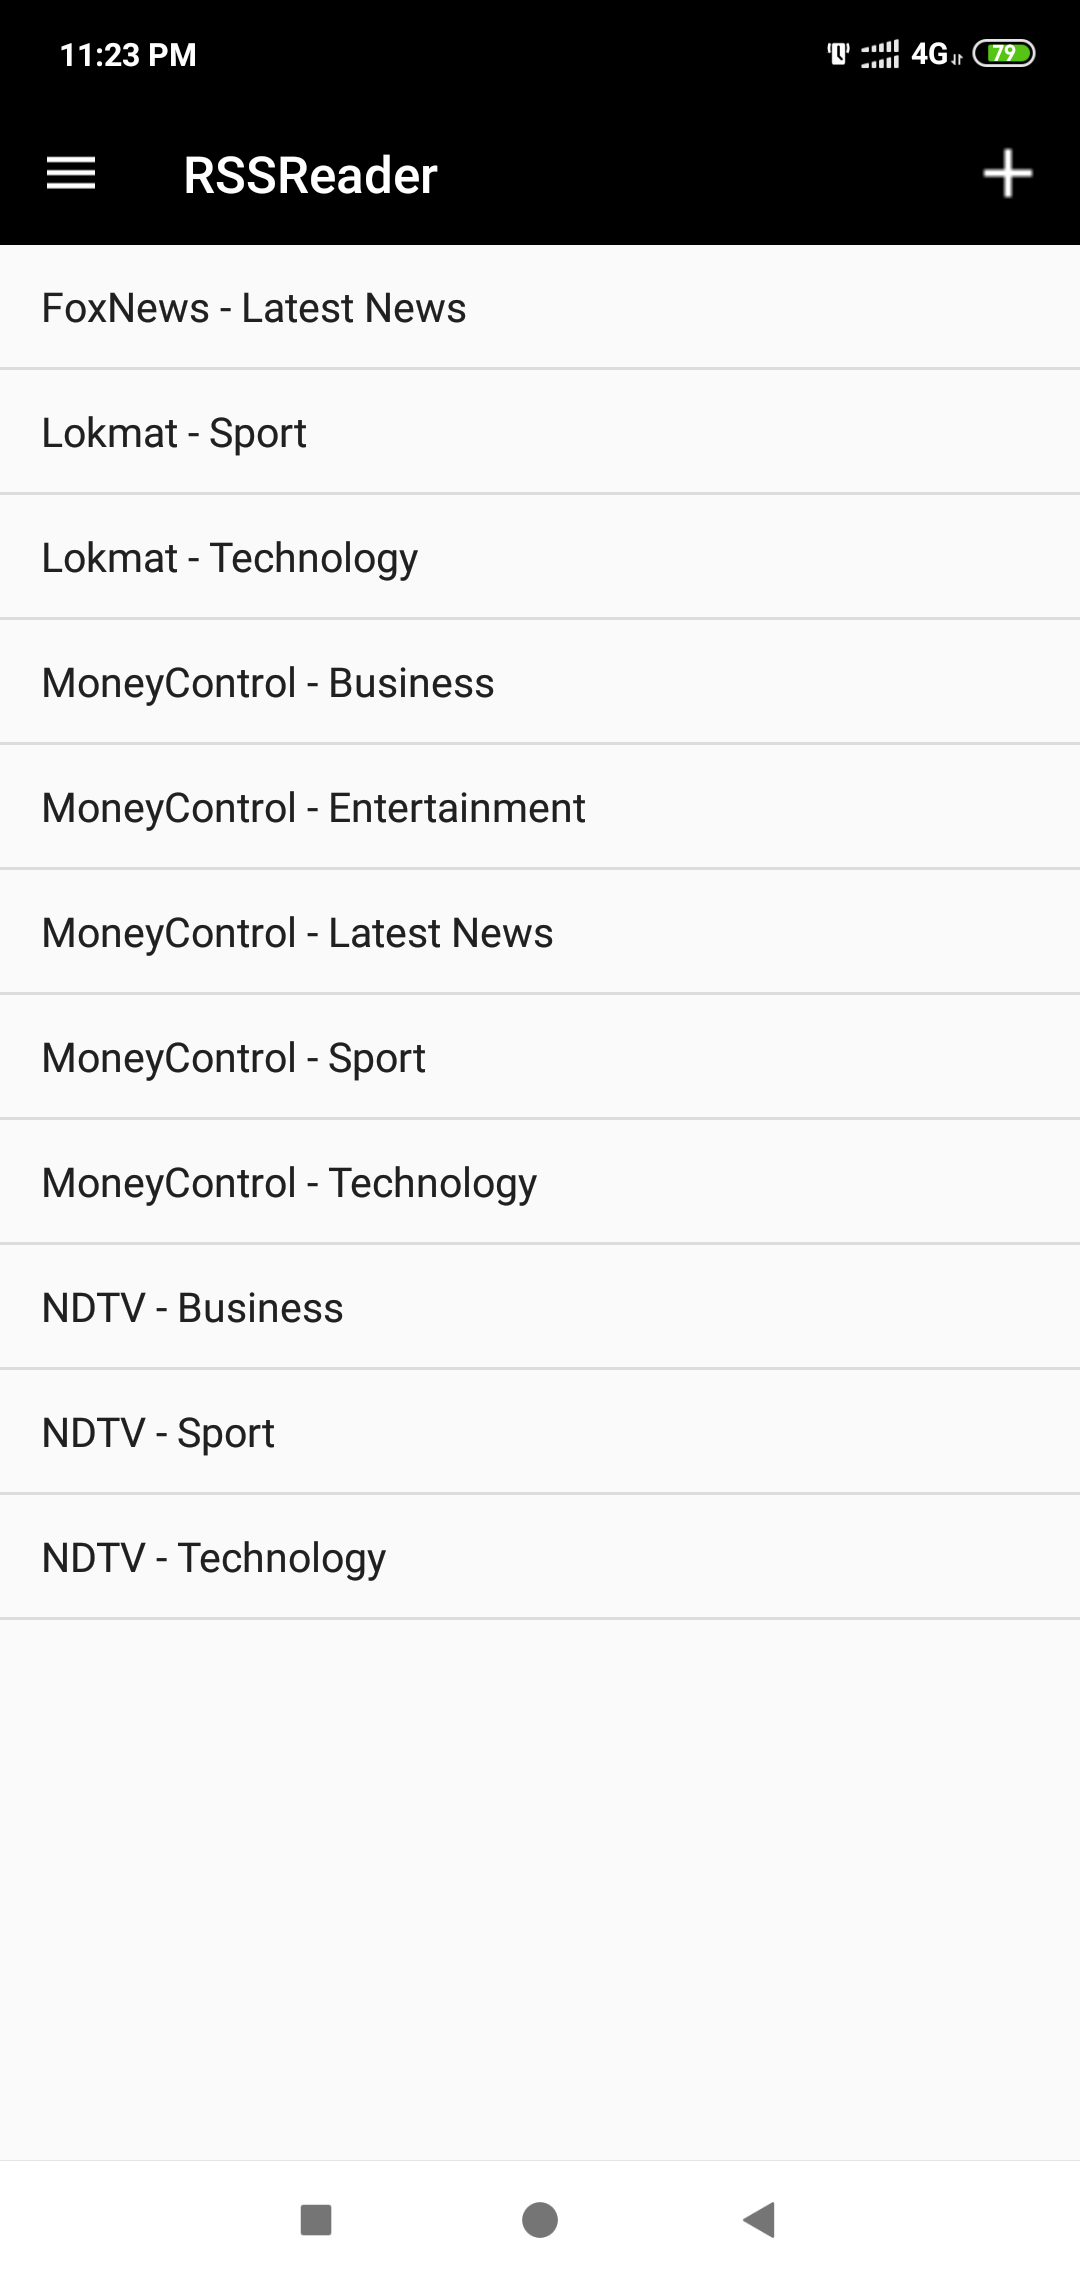 11:23 PM 4G 79
RSSReader
FoxNews - Latest News
Lokmat - Sport
Lokmat - Technology
MoneyControl - Business
MoneyControl - Entertainment
MoneyControl - Latest News
MoneyControl - Sport
MoneyControl - Technology
NDTV - Business
NDTV - Sport
NDTV - Technology